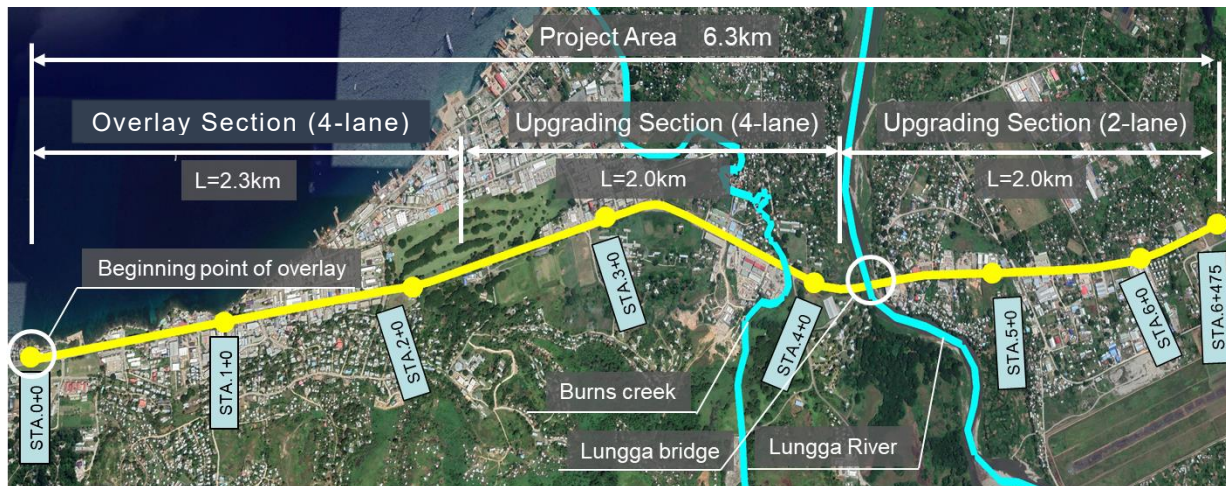 Project Area 6.3km
Overlay Section (4-lane)
Upgrading Section (4-lane)
Upgrading Section (2-lane)
L=2.3km
L=2.0km
L=2.0km
Beginning point of overlay
STA.0+0
STA.1+0
STA.2+0
STA.3+0
STA.4+0
STA.5+0
STA.6+0
STA.6+475
Burns creek
Lungga bridge
Lungga River